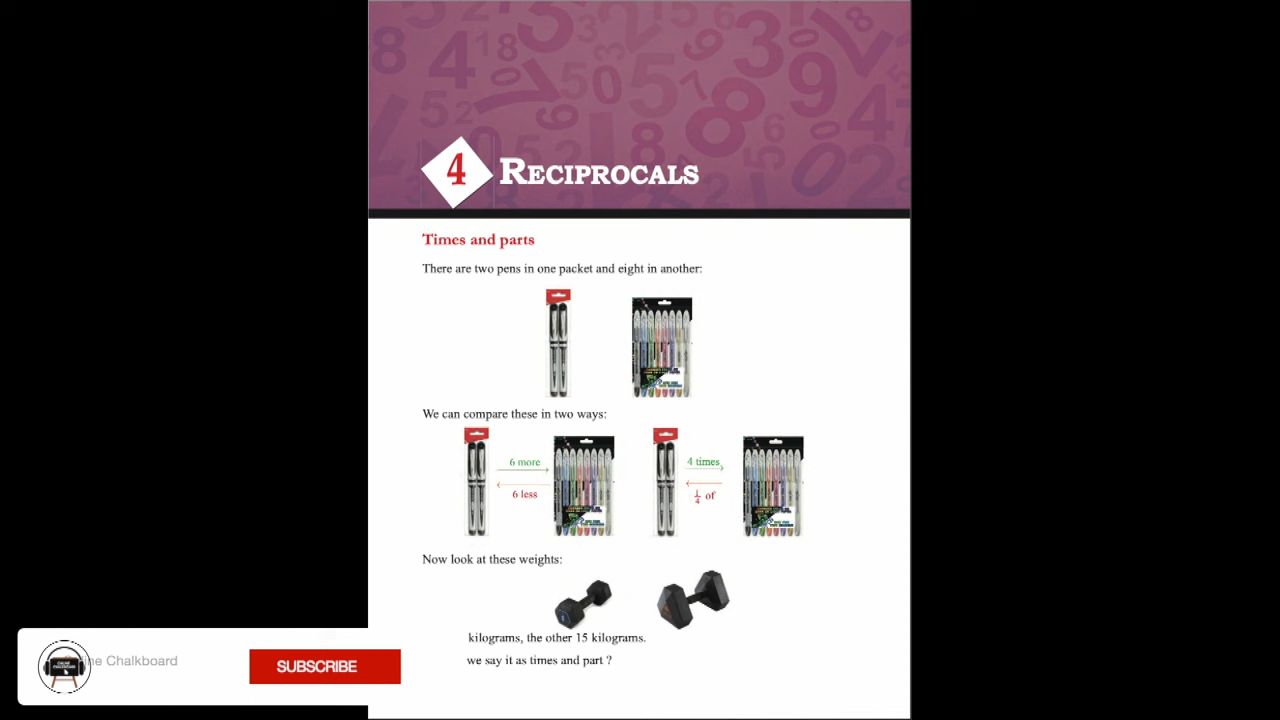 4 RECIPROCALS
Times and parts
There are two pens in one packet and eight in another:
We can compare these in two ways:
6 more
6 less
4 times
1/4 of
Now look at these weights:
kilograms, the other 15 kilograms.
we say it as times and part ?
Chalkboard
SUBSCRIBE